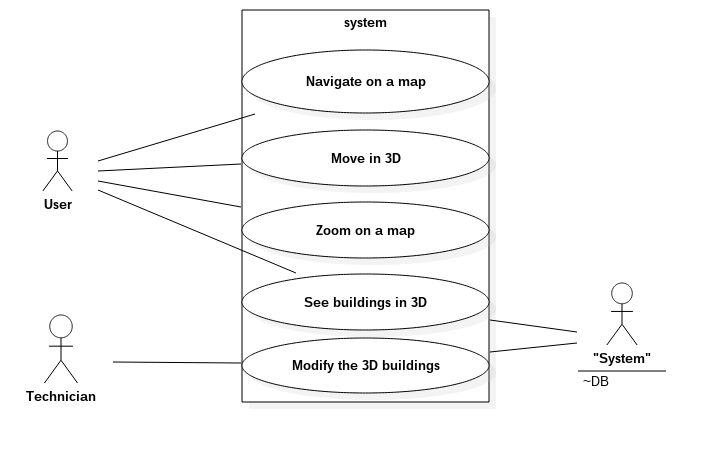 system
Navigate on a map
Move in 3D
User
Zoom on a map
See buildings in 3D
"System"
Modify the 3D buildings
~DB
Technician